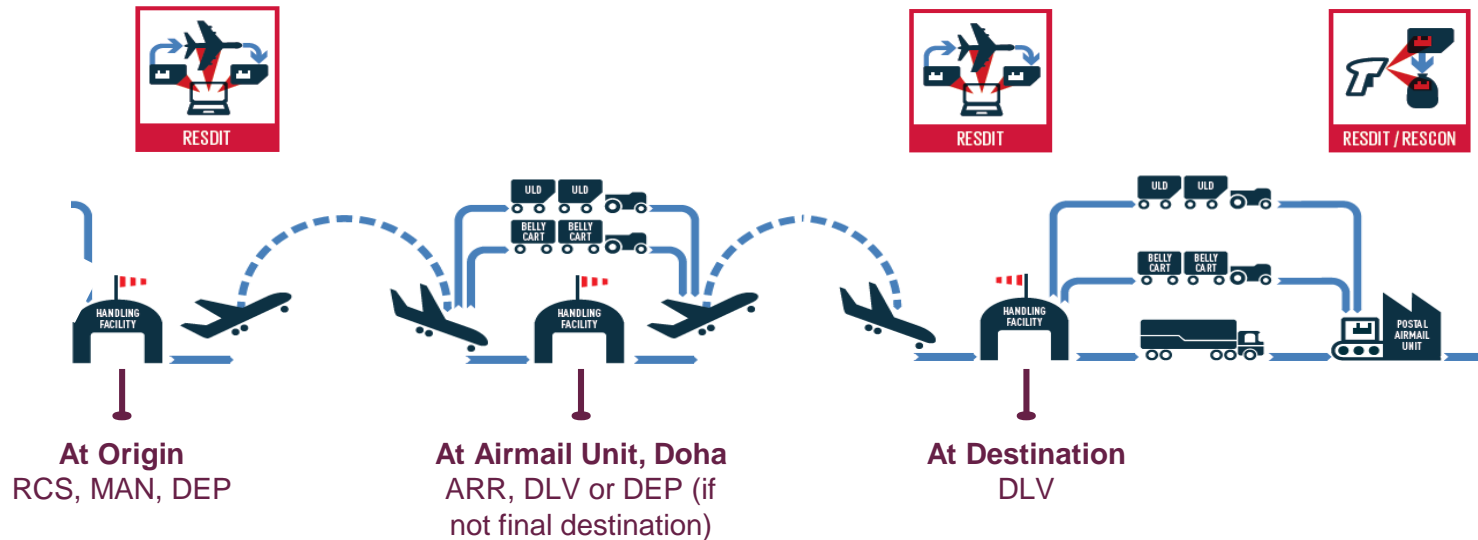 RESDIT
RESDIT
RESDIT / RESCON
ULD ULD
BELLY CART BELLY CART
HANDLING
FACILITY
HANDLING
FACILITY
ULD ULD
BELLY CART BELLY CART
HANDLING
FACILITY
POSTAL
AIRMAIL
UNIT
At Origin
RCS, MAN, DEP
At Airmail Unit, Doha
ARR, DLV or DEP (if
not final destination)
At Destination
DLV